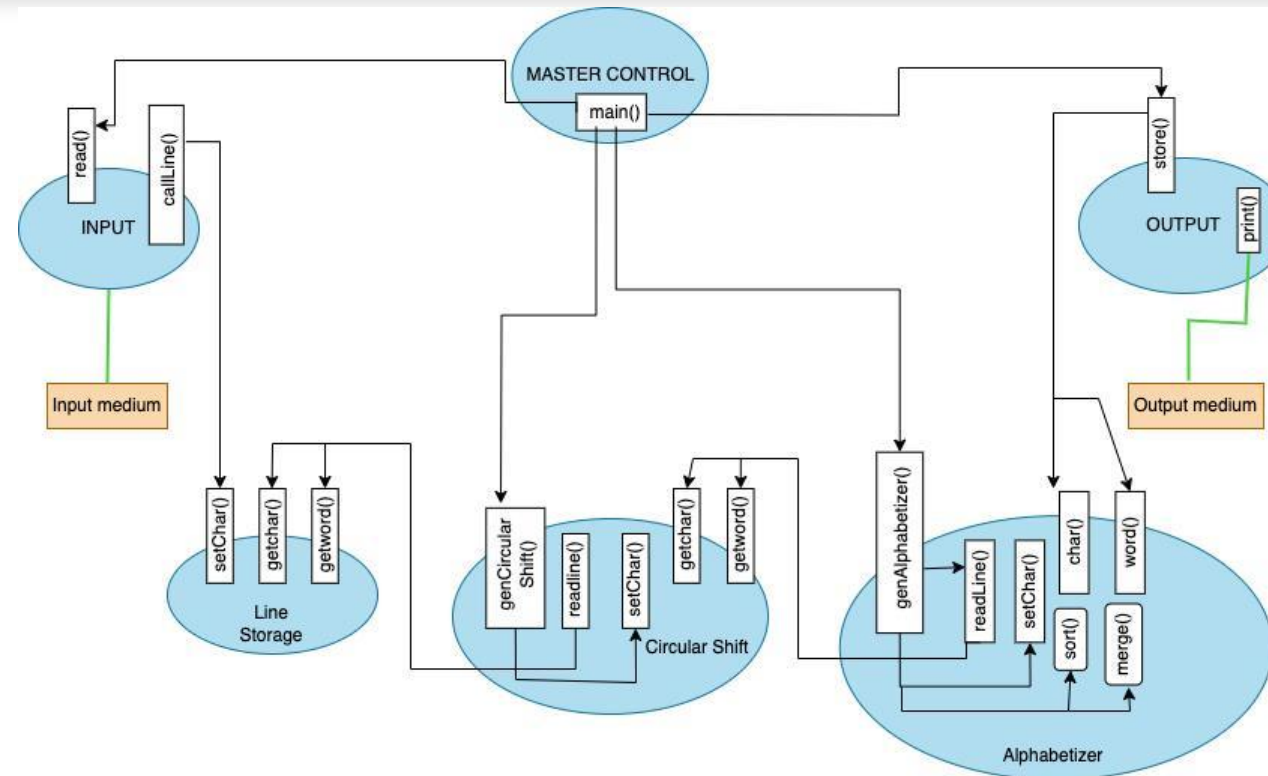 MASTER CONTROL
main()
read()
callLine()
INPUT
store()
OUTPUT
print()
Input medium
Output medium
setChar()
getchar()
getword()
Line
Storage
genCircular
Shift()
readline()
setChar()
getchar()
getword()
Circular Shift
genAlphabetizer()
readLine()
setChar()
char()
word()
sort()
merge()
Alphabetizer